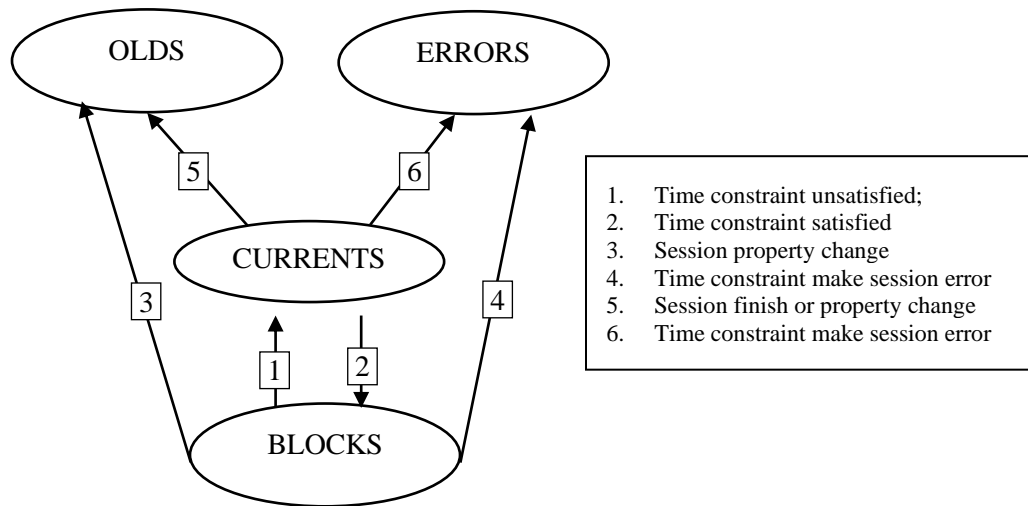 OLDS
ERRORS
5
6
CURRENTS
3
4
1
2
BLOCKS
1. Time constraint unsatisfied;
2. Time constraint satisfied
3. Session property change
4. Time constraint make session error
5. Session finish or property change
6. Time constraint make session error